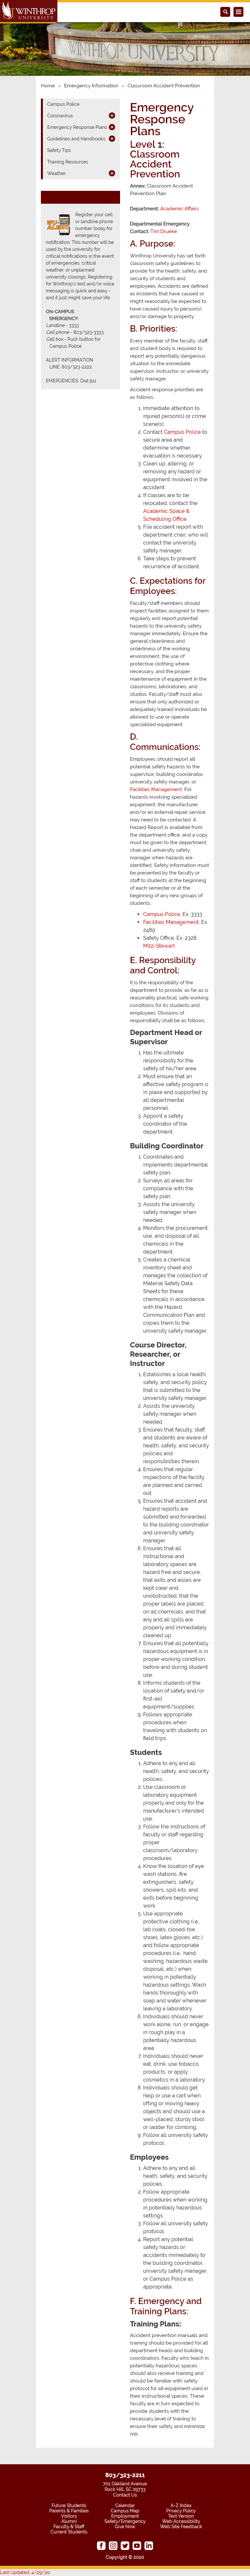 WINTHROP
UNIVERSITY
Home > Emergency Information > Classroom Accident Prevention
Campus Police
Coronavirus
Emergency Response Plans
Guidelines and Handbooks
Safety Tips
Training Resources
Weather
Register your cell
or landline phone
number today for
emergency
notification. This number will be
used by the university for critical
notification in the event
of emergencies, critical
weather, or unplanned
university closings. Registering
for Winthrop's text and/or voice
messaging is quick and easy -
and it just might save your life.
ON-CAMPUS
EMERGENCY:
Landline - 3333
Cell phone - 803/323-3333
Call box - Push button for
Campus Police
ALERT INFORMATION
LINE: 803/323-2222
EMERGENCIES: Dial 911
Emergency
Response
Plans
Level 1:
Classroom
Accident
Prevention
Annex: Classroom Accident
Prevention Plan
Department: Academic Affairs
Departmental Emergency
Contact: Tim Drueke
A. Purpose:
Winthrop University has set forth
standards to provide a safe
environment for faculty, staff,
and students. This annex has
been created to reduce or
eliminate the potential for
accidents which may be expected
to have caused injury to
person(s) and/or damage to
property.
B. Priorities:
Every member of the faculty, staff,
and student body is responsible
to report any accident, unsafe
condition, or emergency
situation to their immediate
supervisor, or university
safety manager.
Accident response priorities are
as follows:
1. Immediate attention to
injured person(s) or crime
scene(s).
2. Contact Campus Police to
secure area and
determine whether
evacuation is necessary.
3. Clean up, altering, or
removing any hazard or
equipment involved in the
accident.
4. If classes are to be
relocated, contact the
Academic Space &
Scheduling Office.
5. File accident report with
department chair, who will
contact the university
safety manager.
6. Take steps to prevent
recurrence of accident.
C. Expectations for
Employees:
Faculty/staff members should
inspect facilities assigned to them
regularly and report potential
hazards to the university safety
manager immediately. Ensure the
general cleanliness and
orderliness of the working
environment, the use of
protective clothing where
necessary, and the proper
maintenance of equipment in the
classrooms, laboratories, and
studios. Faculty/staff must also
ensure that only authorized
individuals be allowed to operate
specialized equipment.
D.
Communications:
Employees should report all
potential safety hazards to the
supervisor, building coordinator,
university safety manager, or
Facilities Management. For
hazards involving specialized
equipment, the manufacturer
and/or external repair service
may need to be contacted. A
Hazard Report is available from
the department chair, and a copy
must be obtained by the
department chair and university
safety manager when hazards
are identified. Safety information
must be presented to the faculty
or staff at the beginning of each
semester or at the beginning of
any new groups of students.
Campus Police, Ex. 3333
Facilities Management, Ex.
2489
Safety Office, Ex. 2328,
Mitzi Stewart
E. Responsibility
and Control:
It is the responsibility of the
department to provide, as far as is
reasonably practical, safe working
conditions for its students and
employees. Divisions of
responsibility shall be as follows:
Department Head or
Supervisor
1. Has the ultimate
responsibility for the
safety of his/her area.
2. Must ensure that an
effective safety program is
in place and is supported
by all departmental
personnel.
3. Appoint a safety
coordinator of the
department.
Building Coordinator
1. Coordinates and
implements departmental
safety plan.
2. Surveys all areas for
compliance with the
safety plan.
3. Assists the university
safety manager when
needed.
4. Monitors the procurement,
use, and disposal of all
chemicals in the
department.
5. Creates a chemical
inventory sheet and
manages the collection of
Material Safety Data
Sheets for these
chemicals in accordance
with the Hazard
Communication Plan and
copies them to the
university safety manager.
Course Director,
Researcher, or
Instructor
1. Establishes a local health,
safety, and security policy
that is submitted to the
university safety manager.
2. Assists the university
safety manager when
needed.
3. Ensures that faculty, staff,
and students are aware of
health, safety, and security
policies and
responsibilities therein.
4. Ensures that regular
inspections of the facility
are planned and carried
out.
5. Ensures that accident and
hazard reports are
submitted and forwarded
to the building coordinator
and university safety
manager.
6. Ensures that all
instructional and
laboratory spaces are
hazard free and secure,
that exits and aisles are
kept clear and
unobstructed, that the
proper labels are placed
on all chemicals, and that
any and all spills are
properly and immediately
cleaned up.
7. Ensures that all potentially
hazardous equipment is in
proper working condition
before and during student
use.
8. Informs students of the
location of safety and/or
first-aid
equipment/supplies.
9. Follows appropriate
procedures when
traveling with students on
field trips.
Students
1. Adhere to any and all
health, safety, and security
policies.
2. Use classroom or
laboratory equipment
properly and only for the
manufacturer's intended
use.
3. Follow the instructions of
faculty or staff regarding
proper
classroom/laboratory
procedures.
4. Know the location of eye
wash stations, fire
extinguishers, safety
showers, spill kits, and
exits before beginning
work.
5. Use appropriate
protective clothing (i.e.,
lab coats, closed-toe
shoes, latex gloves, etc.)
and follow appropriate
procedures (i.e., hand
washing, hazardous waste
disposal, etc.) when
working in potentially
hazardous settings. Wash
hands thoroughly with
soap and water whenever
leaving a laboratory.
6. Individuals should never
work alone, run, or engage
in rough play in a
potentially hazardous
area.
7. Individuals should never
eat, drink, use tobacco
products, or apply
cosmetics in a laboratory.
8. Individuals should get
help or use a cart when
lifting or moving heavy
objects and should use a
well-placed, sturdy stool
or ladder for climbing.
9. Follow all university safety
protocol.
Employees
1. Adhere to any and all
health, safety, and security
policies.
2. Follow appropriate
procedures when working
in potentially hazardous
settings.
3. Follow all university safety
protocol.
4. Report any potential
safety hazards or
accidents immediately to
the building coordinator,
university safety manager,
or Campus Police as
appropriate.
F. Emergency and
Training Plans:
Training Plans:
Accident prevention manuals and
training should be provided for all
department heads and building
coordinators. Faculty who teach in
potentially hazardous spaces
should also receive training and
should be familiar with all safety
protocol of equipment used in
their instructional spaces. These
faculty are in turn expected to
train students as necessary to
ensure safety and minimize
risk.
803/323-2211
701 Oakland Avenue
Rock Hill, SC 29733
Contact Us
Future Students
Parents & Families
Visitors
Alumni
Faculty & Staff
Current Students
Calendar
Campus Map
Employment
Safety/Emergency
Give Now
A-Z Index
Privacy Policy
Text Version
Web Accessibility
Web Site Feedback
Copyright © 2020
Last Updated: 4/29/20